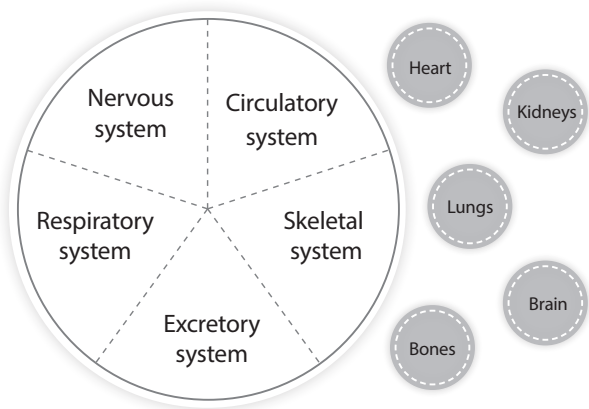 Nervous
system
Circulatory
system
Respiratory
system
Skeletal
system
Excretory
system
Heart
Kidneys
Lungs
Brain
Bones